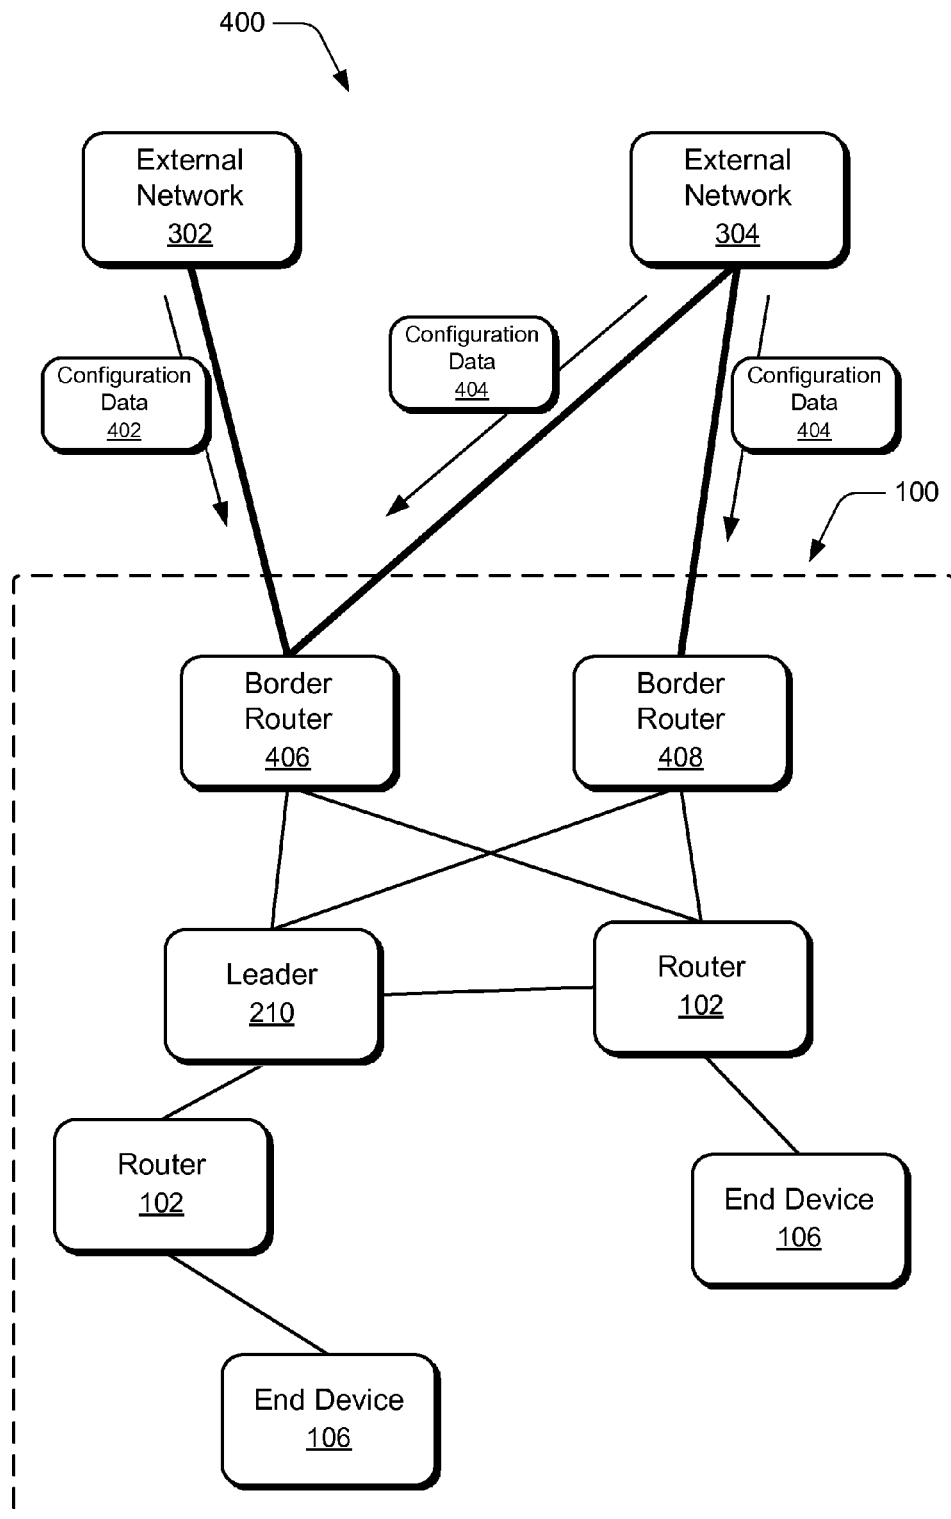 400
External
Network
302
External
Network
304
Configuration
Data
404
Configuration
Data
402
Configuration
Data
404
100
Border
Router
406
Border
Router
408
Leader
210
Router
102
Router
102
End Device
106
End Device
106